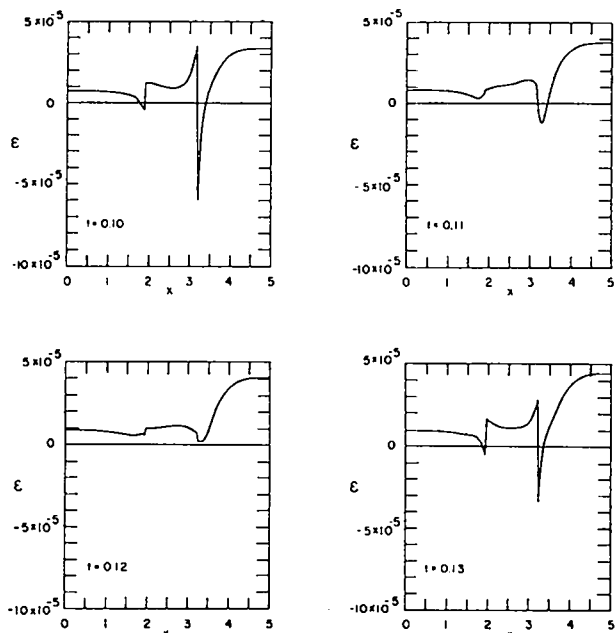 5×10⁻⁵
0
ε
-5×10⁻⁵
t = 0.10
-10×10⁻⁵
0 1 2 3 4 5
x
5×10⁻⁵
0
ε
-5×10⁻⁵
t = 0.11
-10×10⁻⁵
0 1 2 3 4 5
x
5×10⁻⁵
0
ε
-5×10⁻⁵
t = 0.12
-10×10⁻⁵
0 1 2 3 4 5
x
5×10⁻⁵
0
ε
-5×10⁻⁵
t = 0.13
-10×10⁻⁵
0 1 2 3 4 5